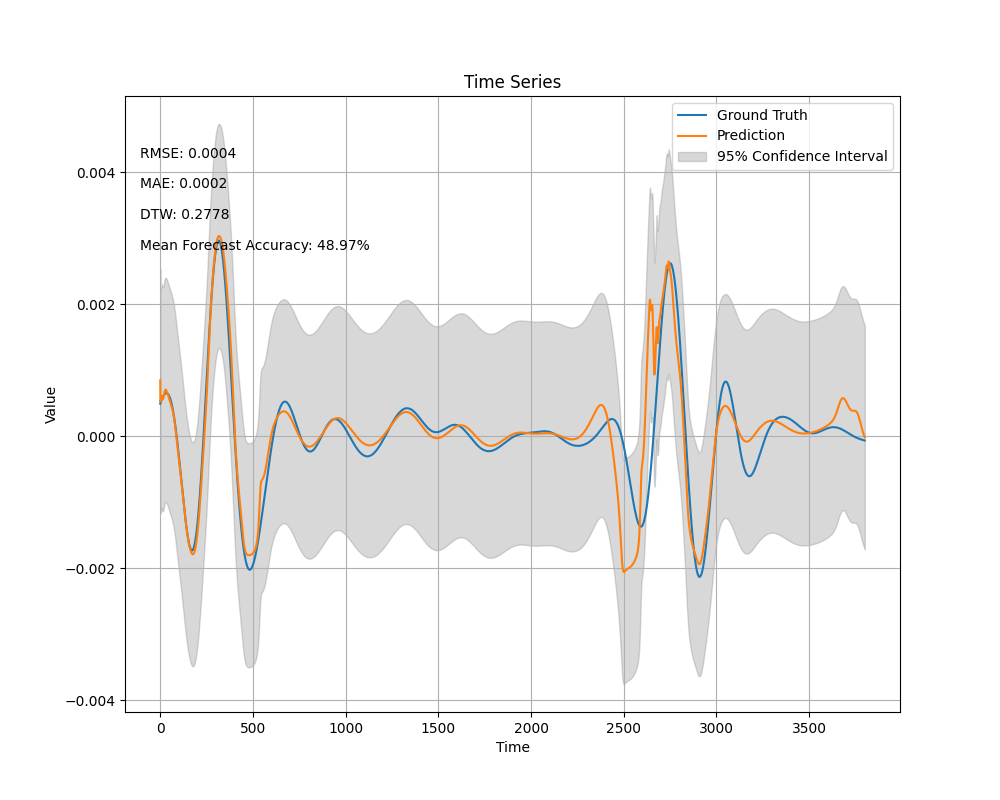 Time Series
Ground Truth
Prediction
95% Confidence Interval
RMSE: 0.0004
MAE: 0.0002
DTW: 0.2778
Mean Forecast Accuracy: 48.97%
Value
0.004
0.002
0.000
−0.002
−0.004
0 500 1000 1500 2000 2500 3000 3500
Time